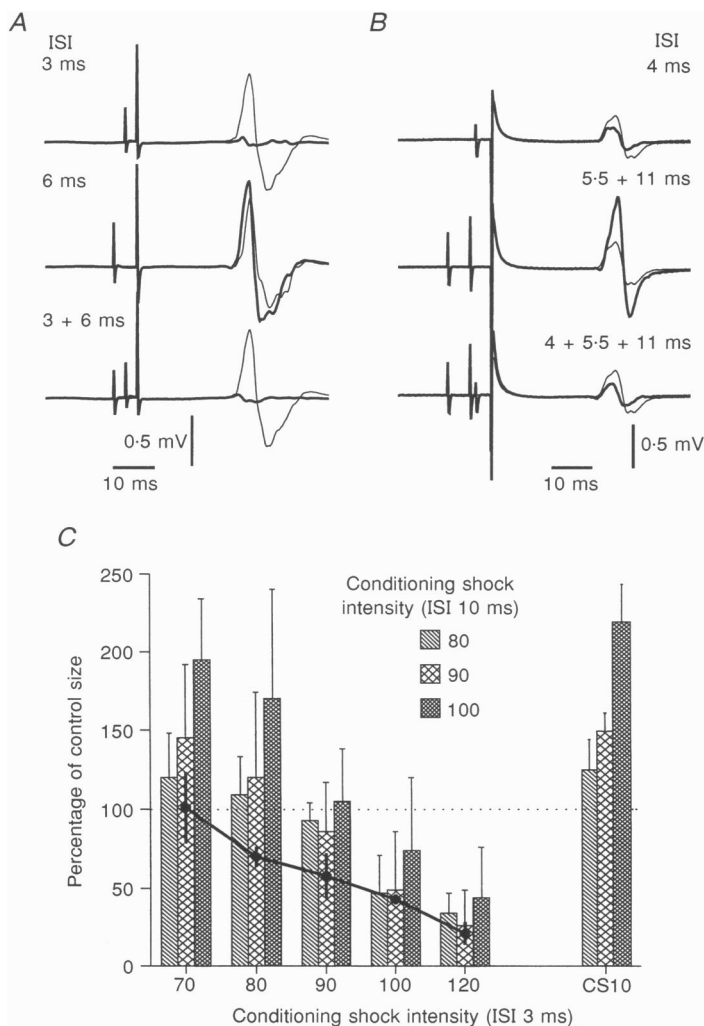 A
ISI
3 ms
6 ms
3 + 6 ms
0·5 mV
10 ms
B
ISI
4 ms
5·5 + 11 ms
4 + 5·5 + 11 ms
0·5 mV
10 ms
C
Percentage of control size
250
200
150
100
50
0
Conditioning shock
intensity (ISI 10 ms)
80
90
100
70 80 90 100 120 CS10
Conditioning shock intensity (ISI 3 ms)